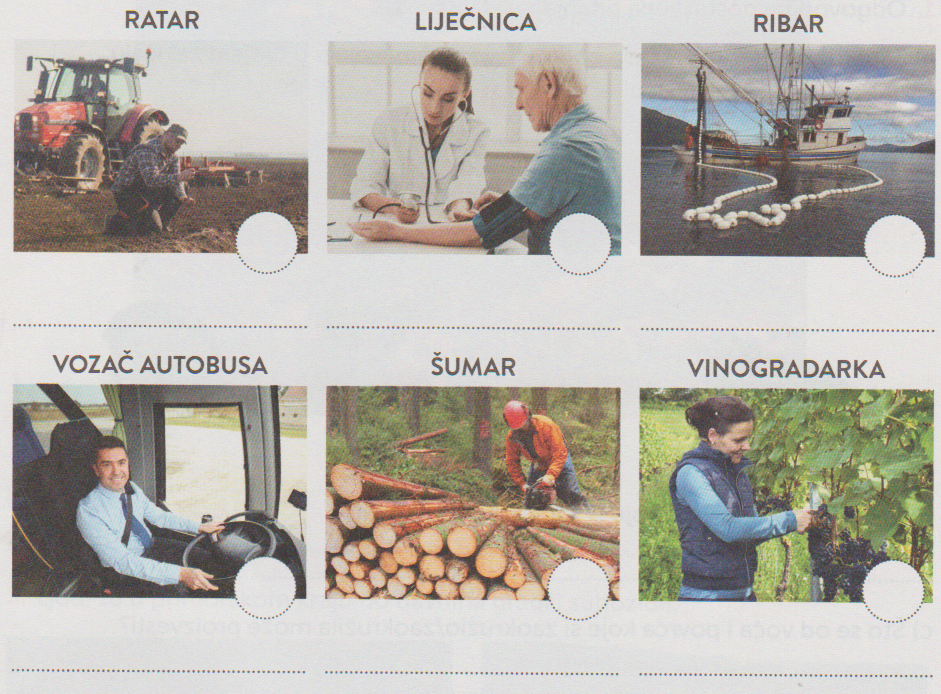 RATAR
LIJEČNICA
RIBAR
VOZAČ AUTOBUSA
ŠUMAR
VINOGRADARKA